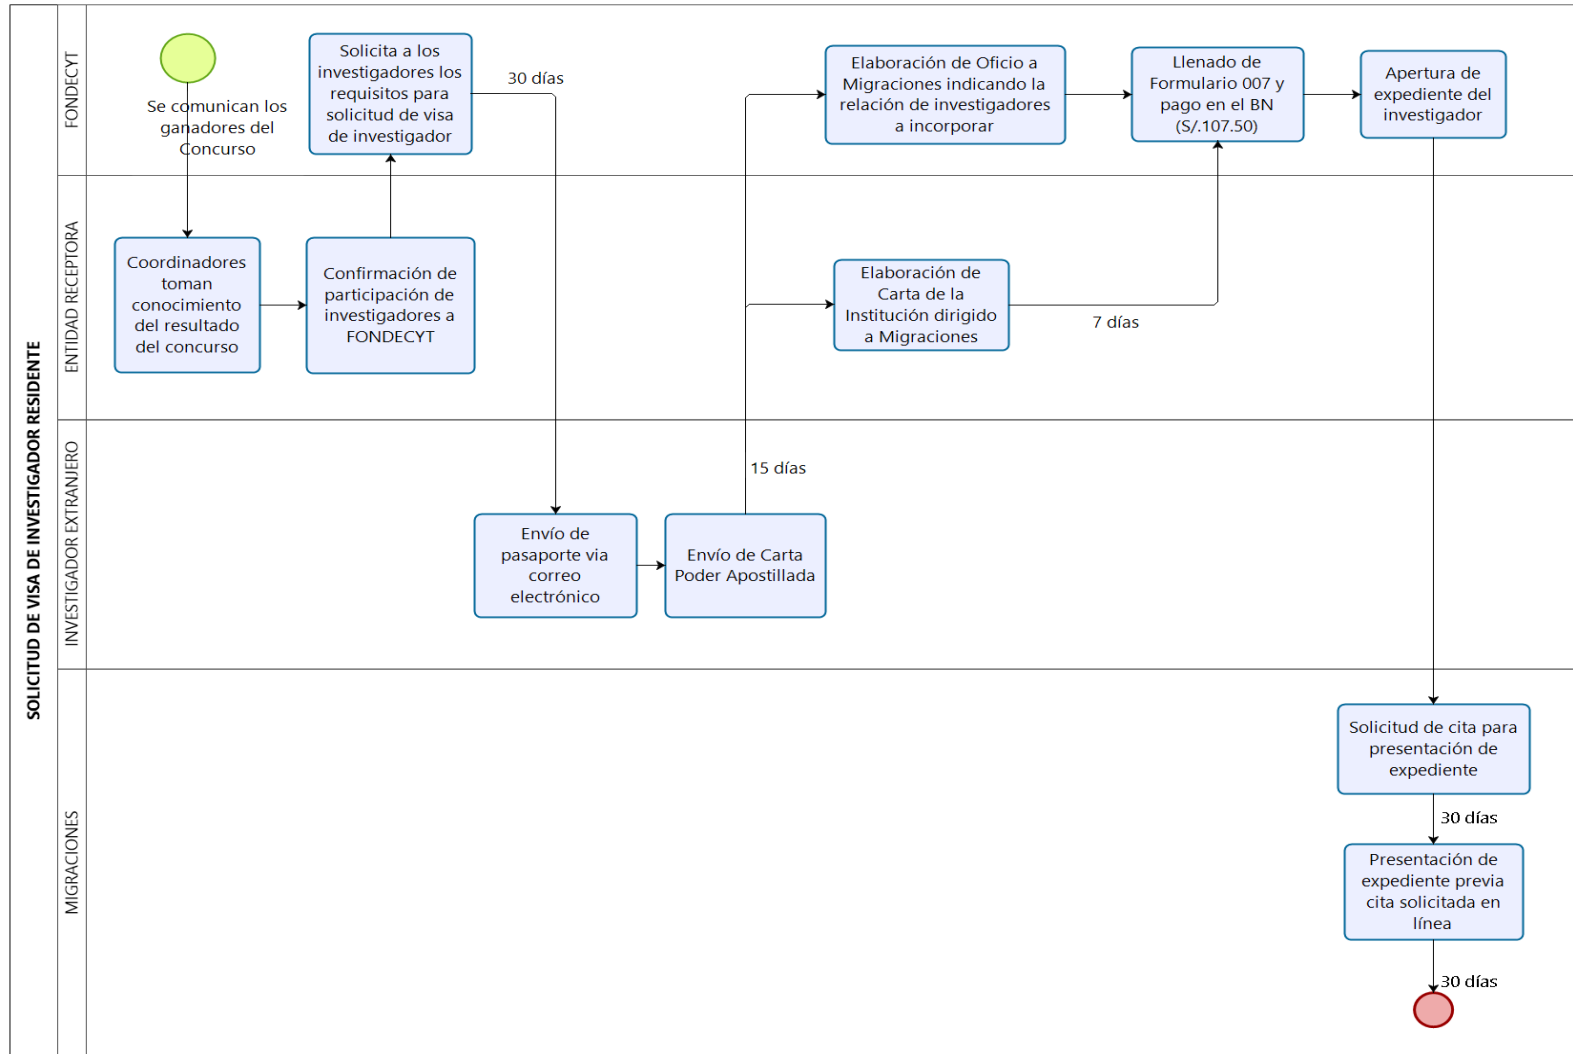 SOLICITUD DE VISA DE INVESTIGADOR RESIDENTE
FONDECYT
Se comunican los
ganadores del
Concurso
Solicita a los
investigadores los
requisitos para
solicitud de visa
de investigador
30 días
Elaboración de Oficio a
Migraciones indicando la
relación de investigadores
a incorporar
Llenado de
Formulario 007 y
pago en el BN
(S/.107.50)
Apertura de
expediente del
investigador
ENTIDAD RECEPTORA
Coordinadores
toman
conocimiento
del resultado
del concurso
Confirmación de
participación de
investigadores a
FONDECYT
Elaboración de
Carta de la
Institución dirigido
a Migraciones
7 días
INVESTIGADOR EXTRANJERO
15 días
Envío de
pasaporte via
correo
electrónico
Envío de Carta
Poder Apostillada
MIGRACIONES
Solicitud de cita para
presentación de
expediente
30 días
Presentación de
expediente previa
cita solicitada en
línea
30 días